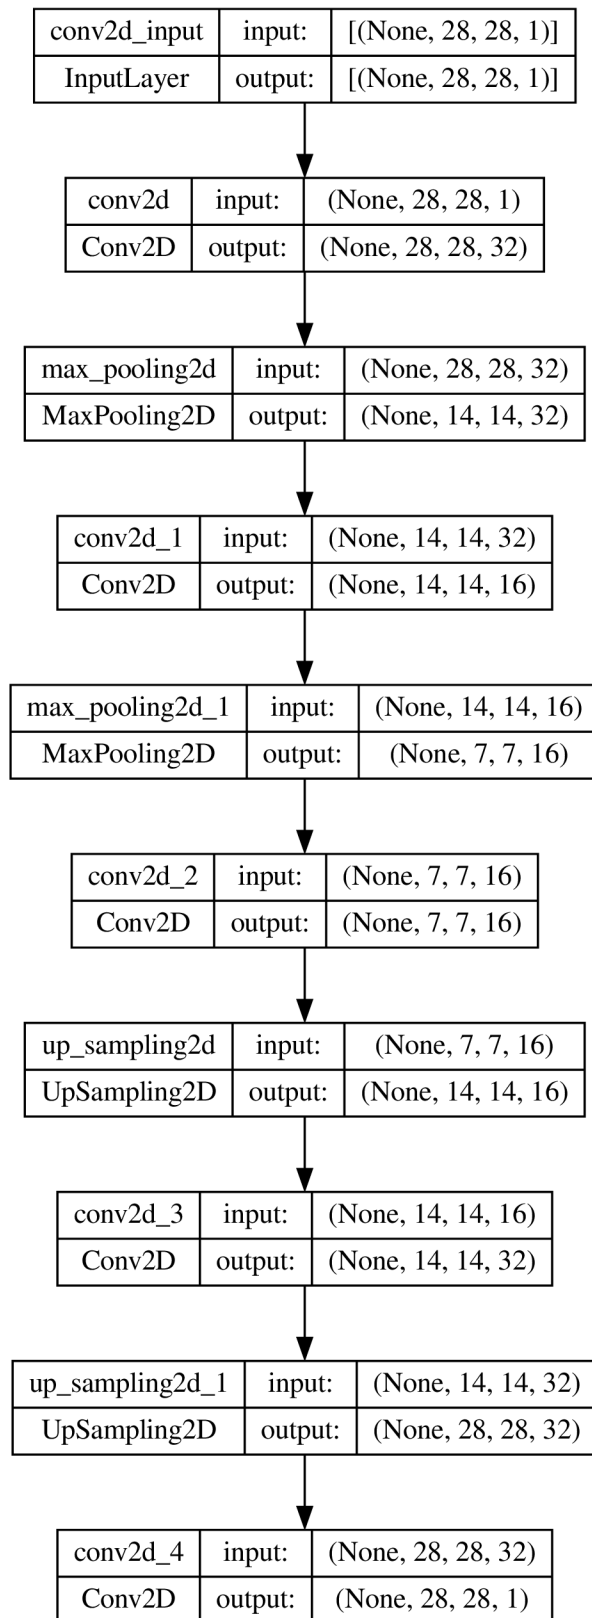 conv2d_input input: [(None, 28, 28, 1)]
InputLayer output: [(None, 28, 28, 1)]
conv2d input: (None, 28, 28, 1)
Conv2D output: (None, 28, 28, 32)
max_pooling2d input: (None, 28, 28, 32)
MaxPooling2D output: (None, 14, 14, 32)
conv2d_1 input: (None, 14, 14, 32)
Conv2D output: (None, 14, 14, 16)
max_pooling2d_1 input: (None, 14, 14, 16)
MaxPooling2D output: (None, 7, 7, 16)
conv2d_2 input: (None, 7, 7, 16)
Conv2D output: (None, 7, 7, 16)
up_sampling2d input: (None, 7, 7, 16)
UpSampling2D output: (None, 14, 14, 16)
conv2d_3 input: (None, 14, 14, 16)
Conv2D output: (None, 14, 14, 32)
up_sampling2d_1 input: (None, 14, 14, 32)
UpSampling2D output: (None, 28, 28, 32)
conv2d_4 input: (None, 28, 28, 32)
Conv2D output: (None, 28, 28, 1)